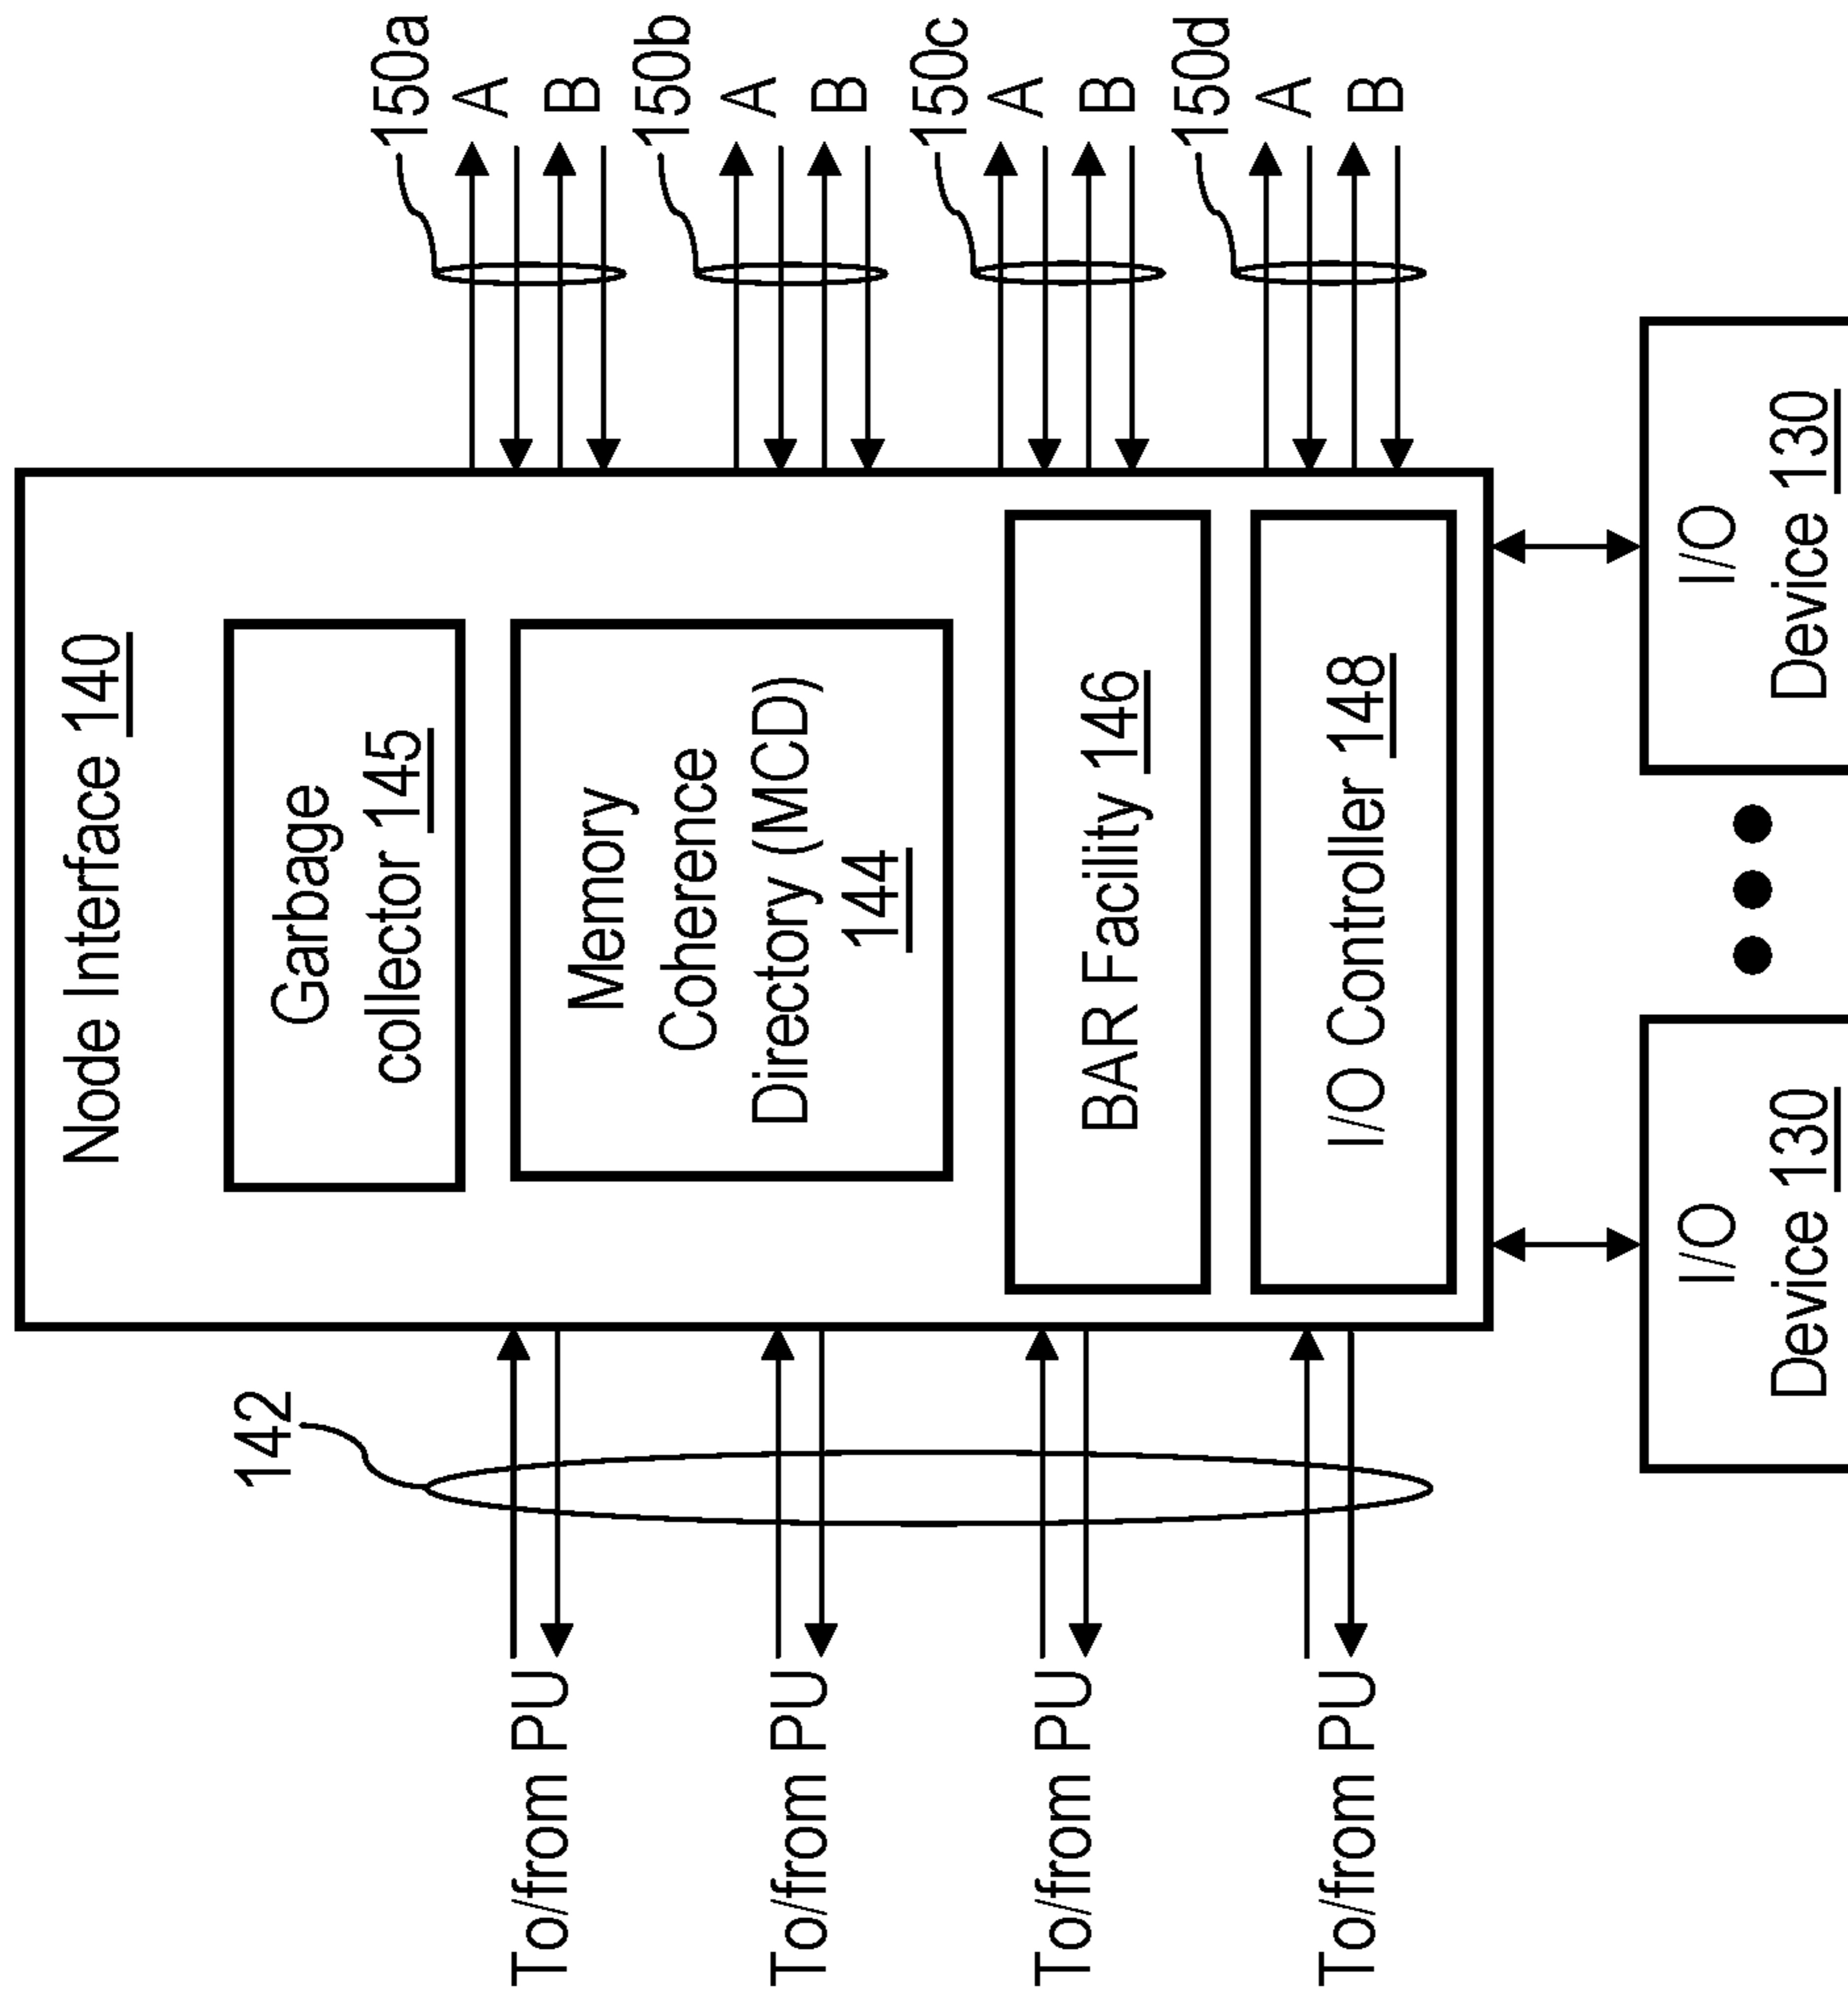 Node Interface 140
142
Garbage
collector 145
Memory
Coherence
Directory (MCD)
144
BAR Facility 146
I/O Controller 148
To/from PU
To/from PU
To/from PU
To/from PU
150a
A
B
150b
A
B
150c
A
B
150d
A
B
I/O
Device 130
I/O
Device 130